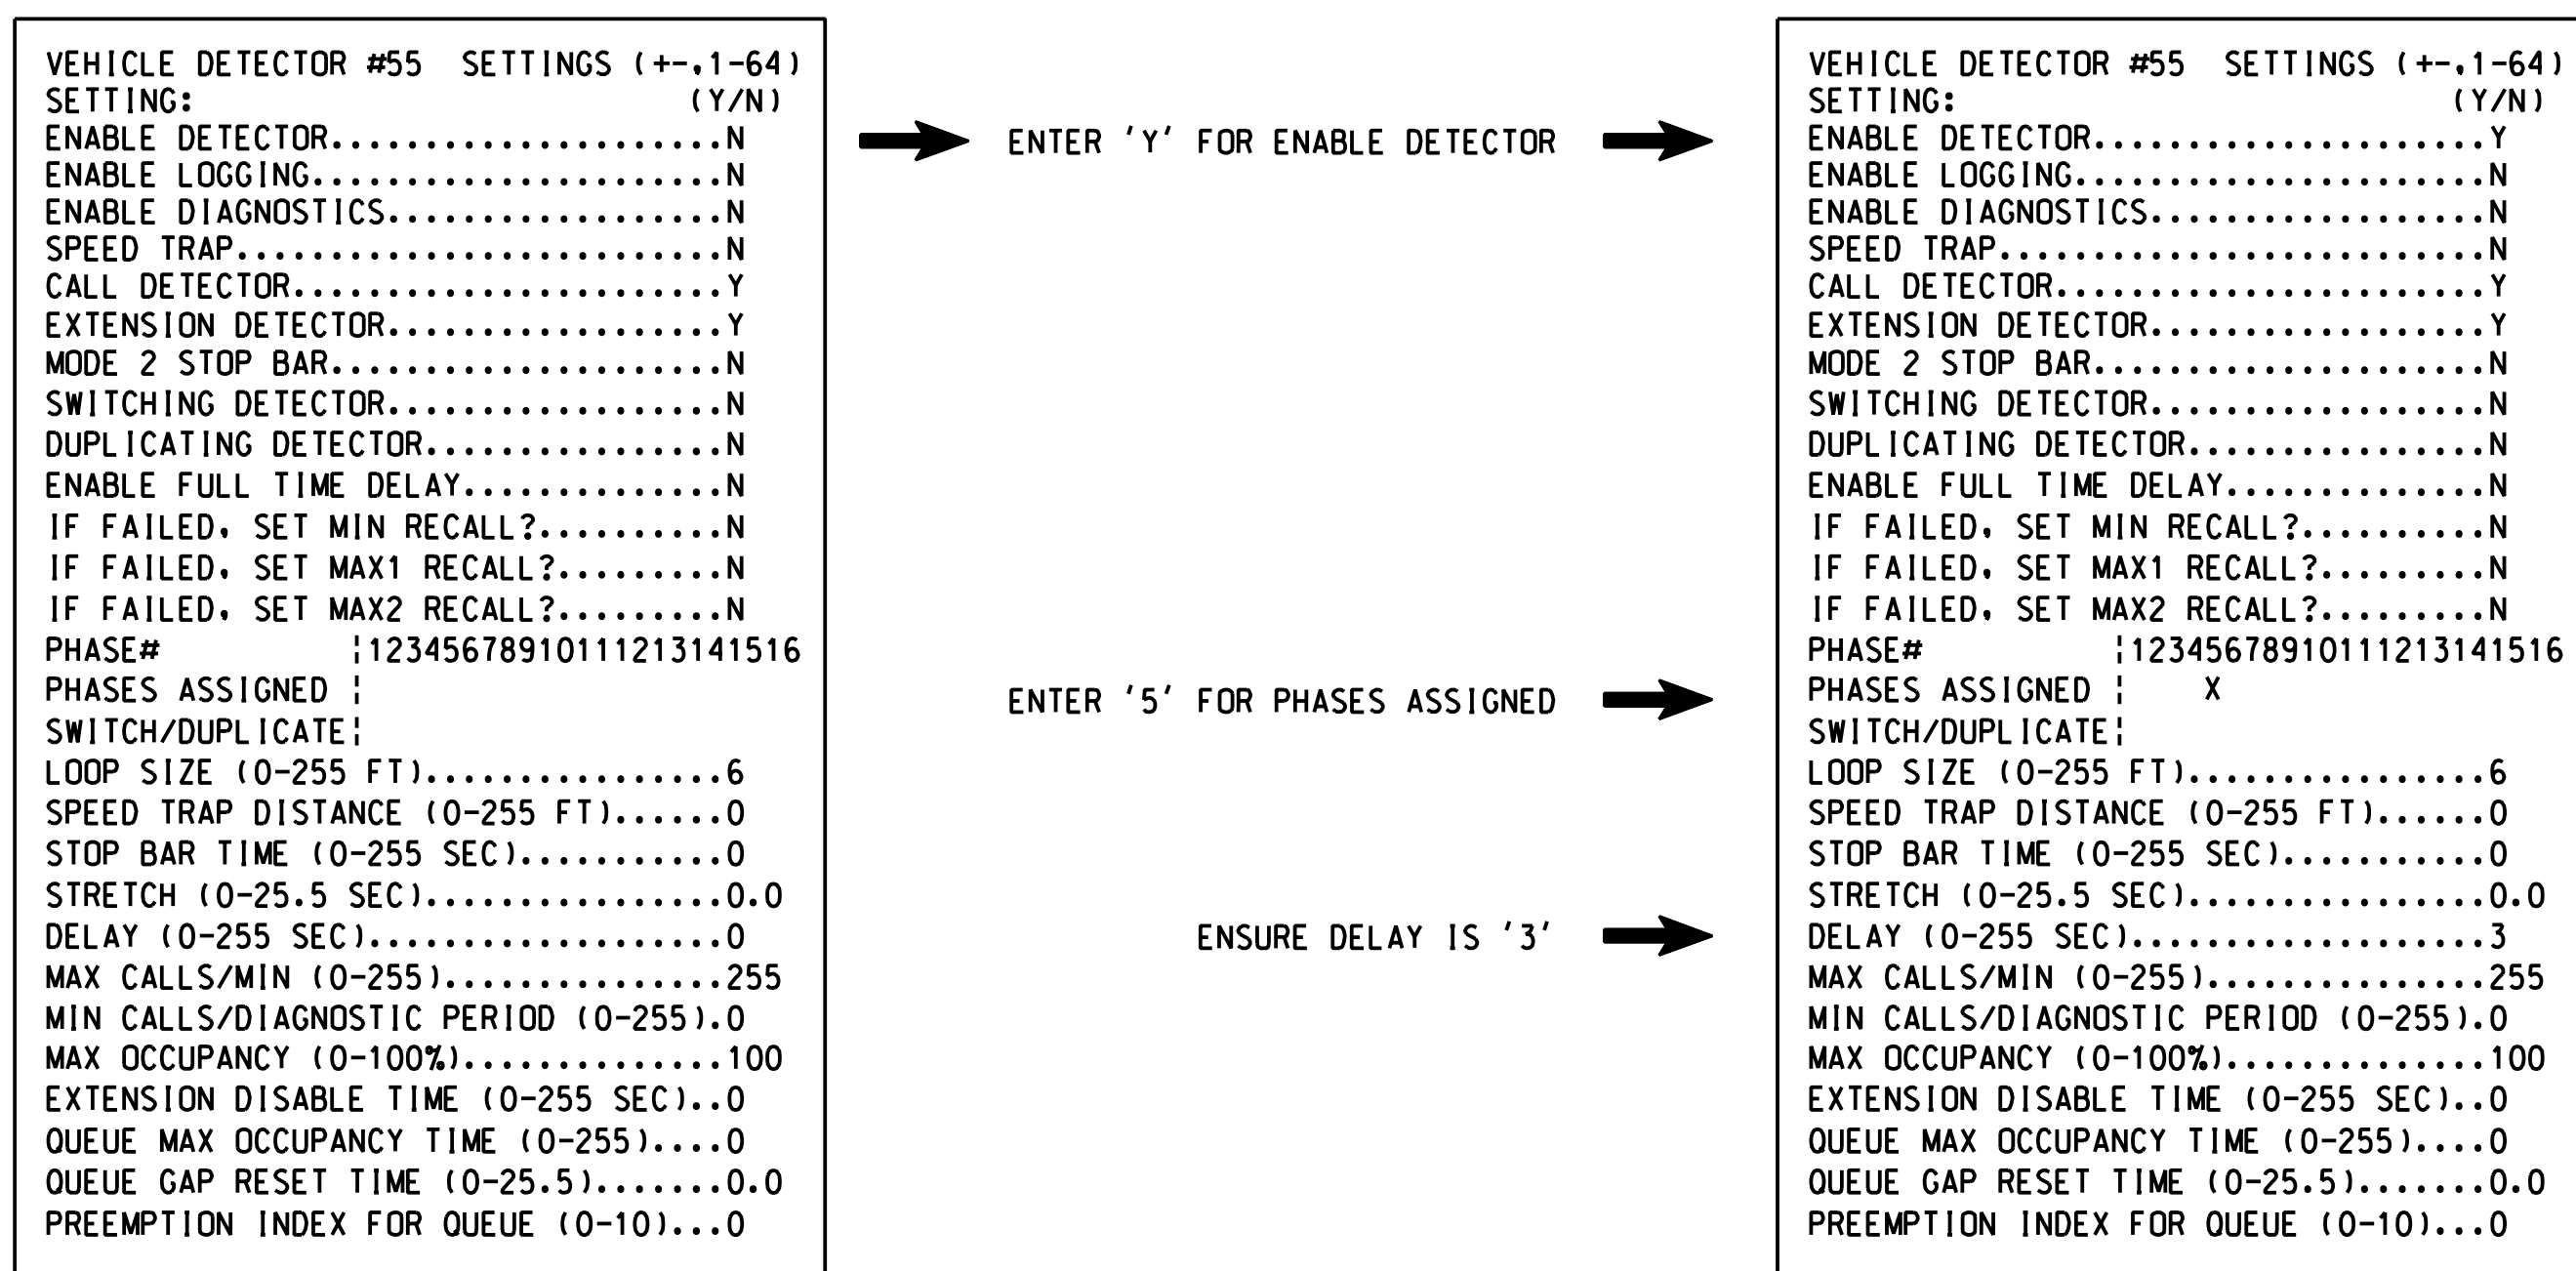 VEHICLE DETECTOR #55  SETTINGS (+-,1-64)
SETTING: (Y/N)
ENABLE DETECTOR.....................N
ENABLE LOGGING......................N
ENABLE DIAGNOSTICS..................N
SPEED TRAP..........................N
CALL DETECTOR.......................Y
EXTENSION DETECTOR..................Y
MODE 2 STOP BAR.....................N
SWITCHING DETECTOR..................N
DUPLICATING DETECTOR................N
ENABLE FULL TIME DELAY..............N
IF FAILED, SET MIN RECALL?..........N
IF FAILED, SET MAX1 RECALL?.........N
IF FAILED, SET MAX2 RECALL?.........N
PHASE# ¦12345678910111213141516
PHASES ASSIGNED ¦
SWITCH/DUPLICATE¦
LOOP SIZE (0-255 FT)................6
SPEED TRAP DISTANCE (0-255 FT)......0
STOP BAR TIME (0-255 SEC)...........0
STRETCH (0-25.5 SEC)................0.0
DELAY (0-255 SEC)...................0
MAX CALLS/MIN (0-255)...............255
MIN CALLS/DIAGNOSTIC PERIOD (0-255).0
MAX OCCUPANCY (0-100%)..............100
EXTENSION DISABLE TIME (0-255 SEC)..0
QUEUE MAX OCCUPANCY TIME (0-255)....0
QUEUE GAP RESET TIME (0-25.5).......0.0
PREEMPTION INDEX FOR QUEUE (0-10)...0
ENTER 'Y' FOR ENABLE DETECTOR
ENTER '5' FOR PHASES ASSIGNED
ENSURE DELAY IS '3'
VEHICLE DETECTOR #55  SETTINGS (+-,1-64)
SETTING: (Y/N)
ENABLE DETECTOR.....................Y
ENABLE LOGGING......................N
ENABLE DIAGNOSTICS..................N
SPEED TRAP..........................N
CALL DETECTOR.......................Y
EXTENSION DETECTOR..................Y
MODE 2 STOP BAR.....................N
SWITCHING DETECTOR..................N
DUPLICATING DETECTOR................N
ENABLE FULL TIME DELAY..............N
IF FAILED, SET MIN RECALL?..........N
IF FAILED, SET MAX1 RECALL?.........N
IF FAILED, SET MAX2 RECALL?.........N
PHASE# ¦12345678910111213141516
PHASES ASSIGNED ¦    X
SWITCH/DUPLICATE¦
LOOP SIZE (0-255 FT)................6
SPEED TRAP DISTANCE (0-255 FT)......0
STOP BAR TIME (0-255 SEC)...........0
STRETCH (0-25.5 SEC)................0.0
DELAY (0-255 SEC)...................3
MAX CALLS/MIN (0-255)...............255
MIN CALLS/DIAGNOSTIC PERIOD (0-255).0
MAX OCCUPANCY (0-100%)..............100
EXTENSION DISABLE TIME (0-255 SEC)..0
QUEUE MAX OCCUPANCY TIME (0-255)....0
QUEUE GAP RESET TIME (0-25.5).......0.0
PREEMPTION INDEX FOR QUEUE (0-10)...0